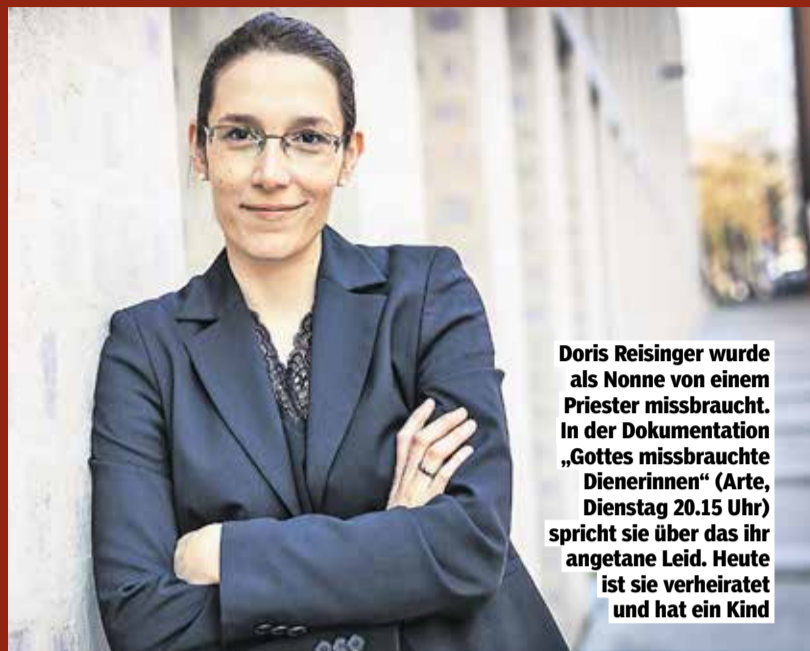 Doris Reisinger wurde
als Nonne von einem
Priester missbraucht.
In der Dokumentation
„Gottes missbrauchte
Dienerinnen“ (Arte,
Dienstag 20.15 Uhr)
spricht sie über das ihr
angetane Leid. Heute
ist sie verheiratet
und hat ein Kind